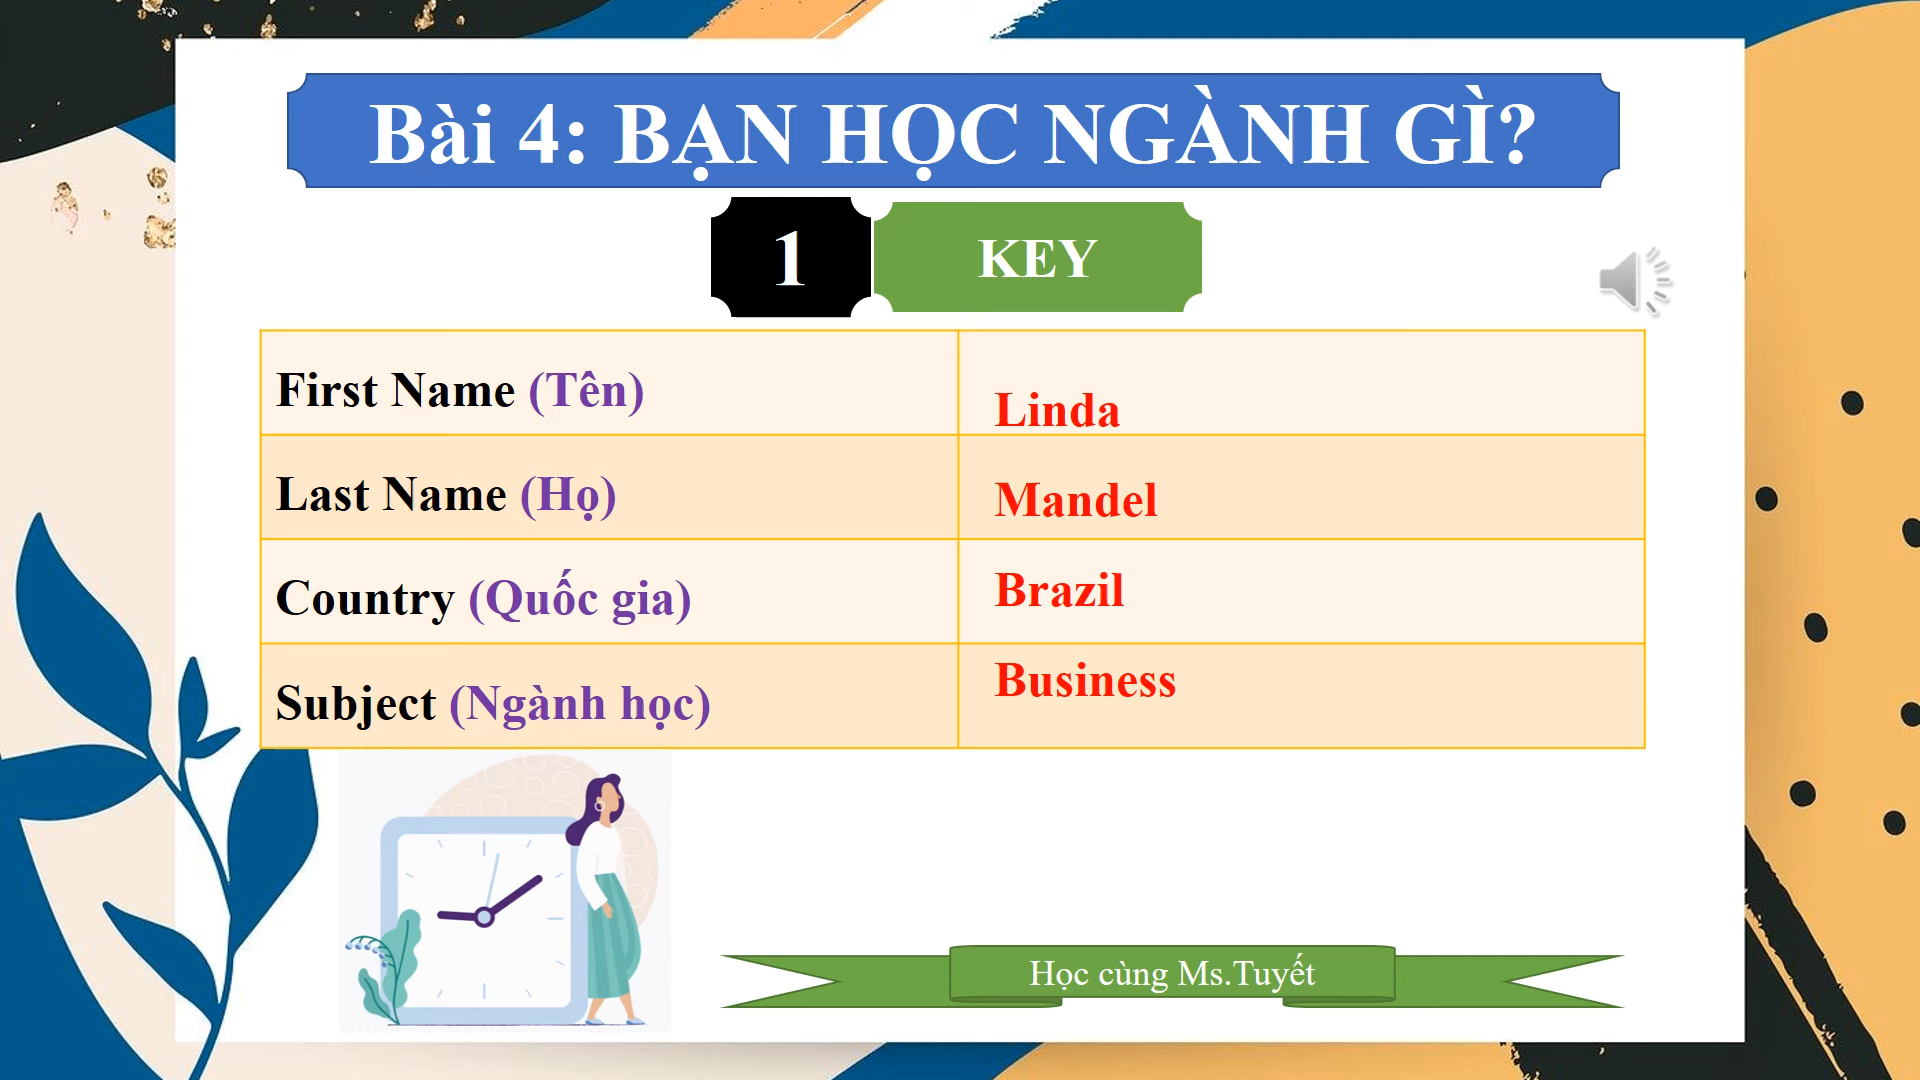 Bài 4: BẠN HỌC NGÀNH GÌ?
1 KEY
First Name (Tên) Linda
Last Name (Họ) Mandel
Country (Quốc gia) Brazil
Subject (Ngành học) Business
Học cùng Ms.Tuyết